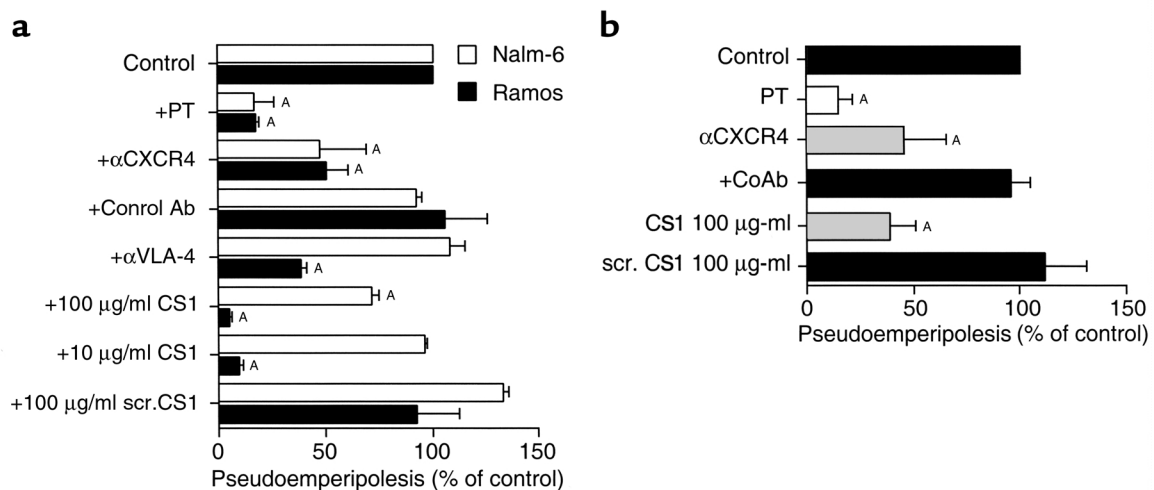 a
Nalm-6
Ramos
Control
+PT
A
A
+αCXCR4
A
A
+Conrol Ab
+αVLA-4
A
+100 μg/ml CS1
A
A
+10 μg/ml CS1
A
+100 μg/ml scr.CS1
0 50 100 150
Pseudoemperipolesis (% of control)
b
Control
PT
A
αCXCR4
A
+CoAb
CS1 100 μg-ml
A
scr. CS1 100 μg-ml
0 50 100 150
Pseudoemperipolesis (% of control)